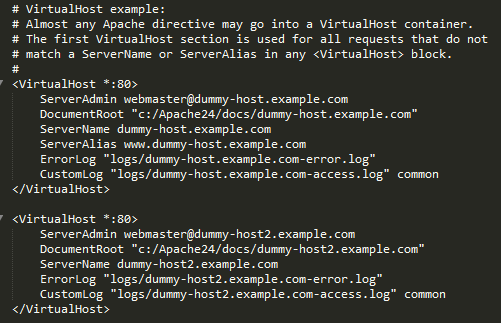 # VirtualHost example:
# Almost any Apache directive may go into a VirtualHost container.
# The first VirtualHost section is used for all requests that do not
# match a ServerName or ServerAlias in any <VirtualHost> block.
#
<VirtualHost *:80>
    ServerAdmin webmaster@dummy-host.example.com
    DocumentRoot "c:/Apache24/docs/dummy-host.example.com"
    ServerName dummy-host.example.com
    ServerAlias www.dummy-host.example.com
    ErrorLog "logs/dummy-host.example.com-error.log"
    CustomLog "logs/dummy-host.example.com-access.log" common
</VirtualHost>

<VirtualHost *:80>
    ServerAdmin webmaster@dummy-host2.example.com
    DocumentRoot "c:/Apache24/docs/dummy-host2.example.com"
    ServerName dummy-host2.example.com
    ErrorLog "logs/dummy-host2.example.com-error.log"
    CustomLog "logs/dummy-host2.example.com-access.log" common
</VirtualHost>